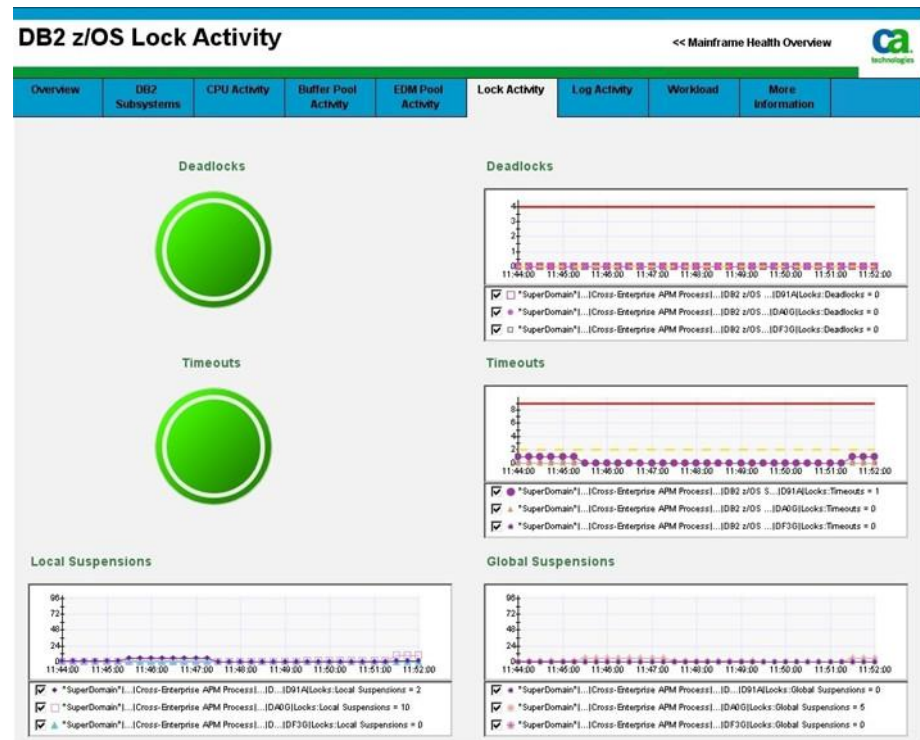 DB2 z/OS Lock Activity
<< Mainframe Health Overview
ca
technologies
Overview
DB2
Subsystems
CPU Activity
Buffer Pool
Activity
EDM Pool
Activity
Lock Activity
Log Activity
Workload
More
Information
Deadlocks
Deadlocks
4
3
2
1
0
11:44:00 11:45:00 11:46:00 11:47:00 11:48:00 11:49:00 11:50:00 11:51:00 11:52:00
"SuperDomain"|...|Cross-Enterprise APM Process|...|DB2 z/OS ...|D91A|Locks:Deadlocks = 0
"SuperDomain"|...|Cross-Enterprise APM Process|...|DB2 z/OS...|DA0G|Locks:Deadlocks = 0
"SuperDomain"|...|Cross-Enterprise APM Process|...|DB2 z/OS ...|DF3G|Locks:Deadlocks = 0
Timeouts
Timeouts
8
6
4
2
0
11:44:00 11:45:00 11:46:00 11:47:00 11:48:00 11:49:00 11:50:00 11:51:00 11:52:00
"SuperDomain"|...|Cross-Enterprise APM Process|...|DB2 z/OS S...|D91A|Locks:Timeouts = 1
"SuperDomain"|...|Cross-Enterprise APM Process|...|DB2 z/OS ...|DA0G|Locks:Timeouts = 0
"SuperDomain"|...|Cross-Enterprise APM Process|...|DB2 z/OS ...|DF3G|Locks:Timeouts = 0
Local Suspensions
96
72
48
24
0
11:44:00 11:45:00 11:46:00 11:47:00 11:48:00 11:49:00 11:50:00 11:51:00 11:52:00
"SuperDomain"|...|Cross-Enterprise APM Process|...|D...|D91A|Locks:Local Suspensions = 2
"SuperDomain"|...|Cross-Enterprise APM Process|...|DA0G|Locks:Local Suspensions = 10
"SuperDomain"|...|Cross-Enterprise APM Process|...|DF3G|Locks:Local Suspensions = 0
Global Suspensions
96
72
48
24
0
11:44:00 11:45:00 11:46:00 11:47:00 11:48:00 11:49:00 11:50:00 11:51:00 11:52:00
"SuperDomain"|...|Cross-Enterprise APM Process|...|D...|D91A|Locks:Global Suspensions = 0
"SuperDomain"|...|Cross-Enterprise APM Process|...|DA0G|Locks:Global Suspensions = 5
"SuperDomain"|...|Cross-Enterprise APM Process|...|DF3G|Locks:Global Suspensions = 0